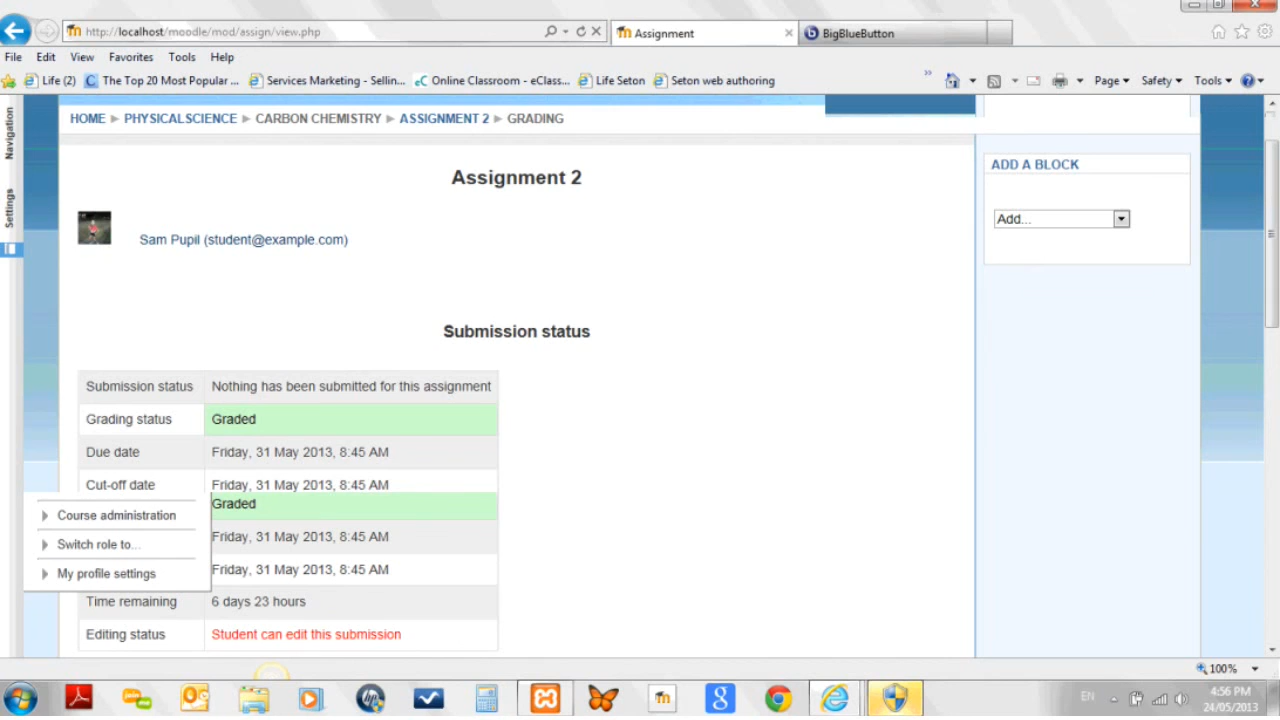 http://localhost/moodle/mod/assign/view.php
Assignment
BigBlueButton
File Edit View Favorites Tools Help
Life (2) The Top 20 Most Popular ... Services Marketing - Sellin... Online Classroom - eClass... Life Seton Seton web authoring
Page Safety Tools
Navigation
Settings
HOME PHYSICALSCIENCE CARBON CHEMISTRY ASSIGNMENT 2 GRADING
Assignment 2
ADD A BLOCK
Add...
Sam Pupil (student@example.com)
Submission status
Submission status Nothing has been submitted for this assignment
Grading status Graded
Due date Friday, 31 May 2013, 8:45 AM
Cut-off date Friday, 31 May 2013, 8:45 AM
Graded
Course administration
Friday, 31 May 2013, 8:45 AM
Switch role to...
Friday, 31 May 2013, 8:45 AM
My profile settings
Time remaining 6 days 23 hours
Editing status Student can edit this submission
100%
EN
4:56 PM
24/05/2013